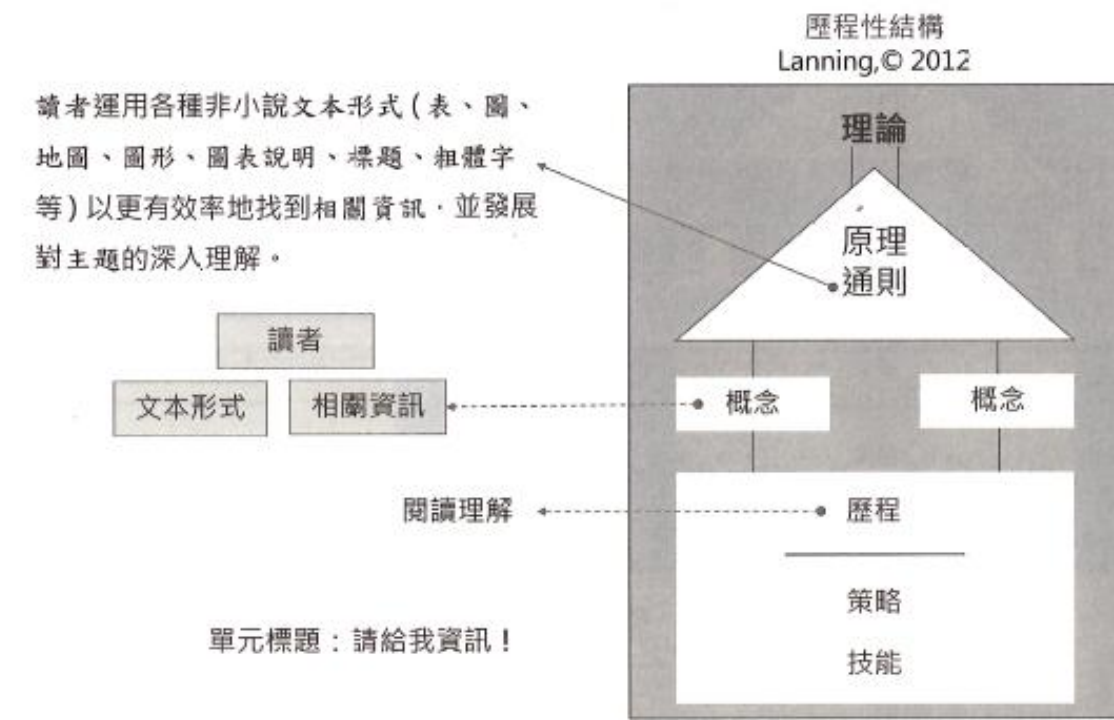 歷程性結構
Lanning,© 2012
讀者運用各種非小說文本形式(表、圖、
地圖、圖形、圖表說明、標題、粗體字
等)以更有效率地找到相關資訊,並發展
對主題的深入理解。
理論
原理
通則
讀者
文本形式
相關資訊
概念
概念
閱讀理解
歷程
策略
技能
單元標題:請給我資訊!